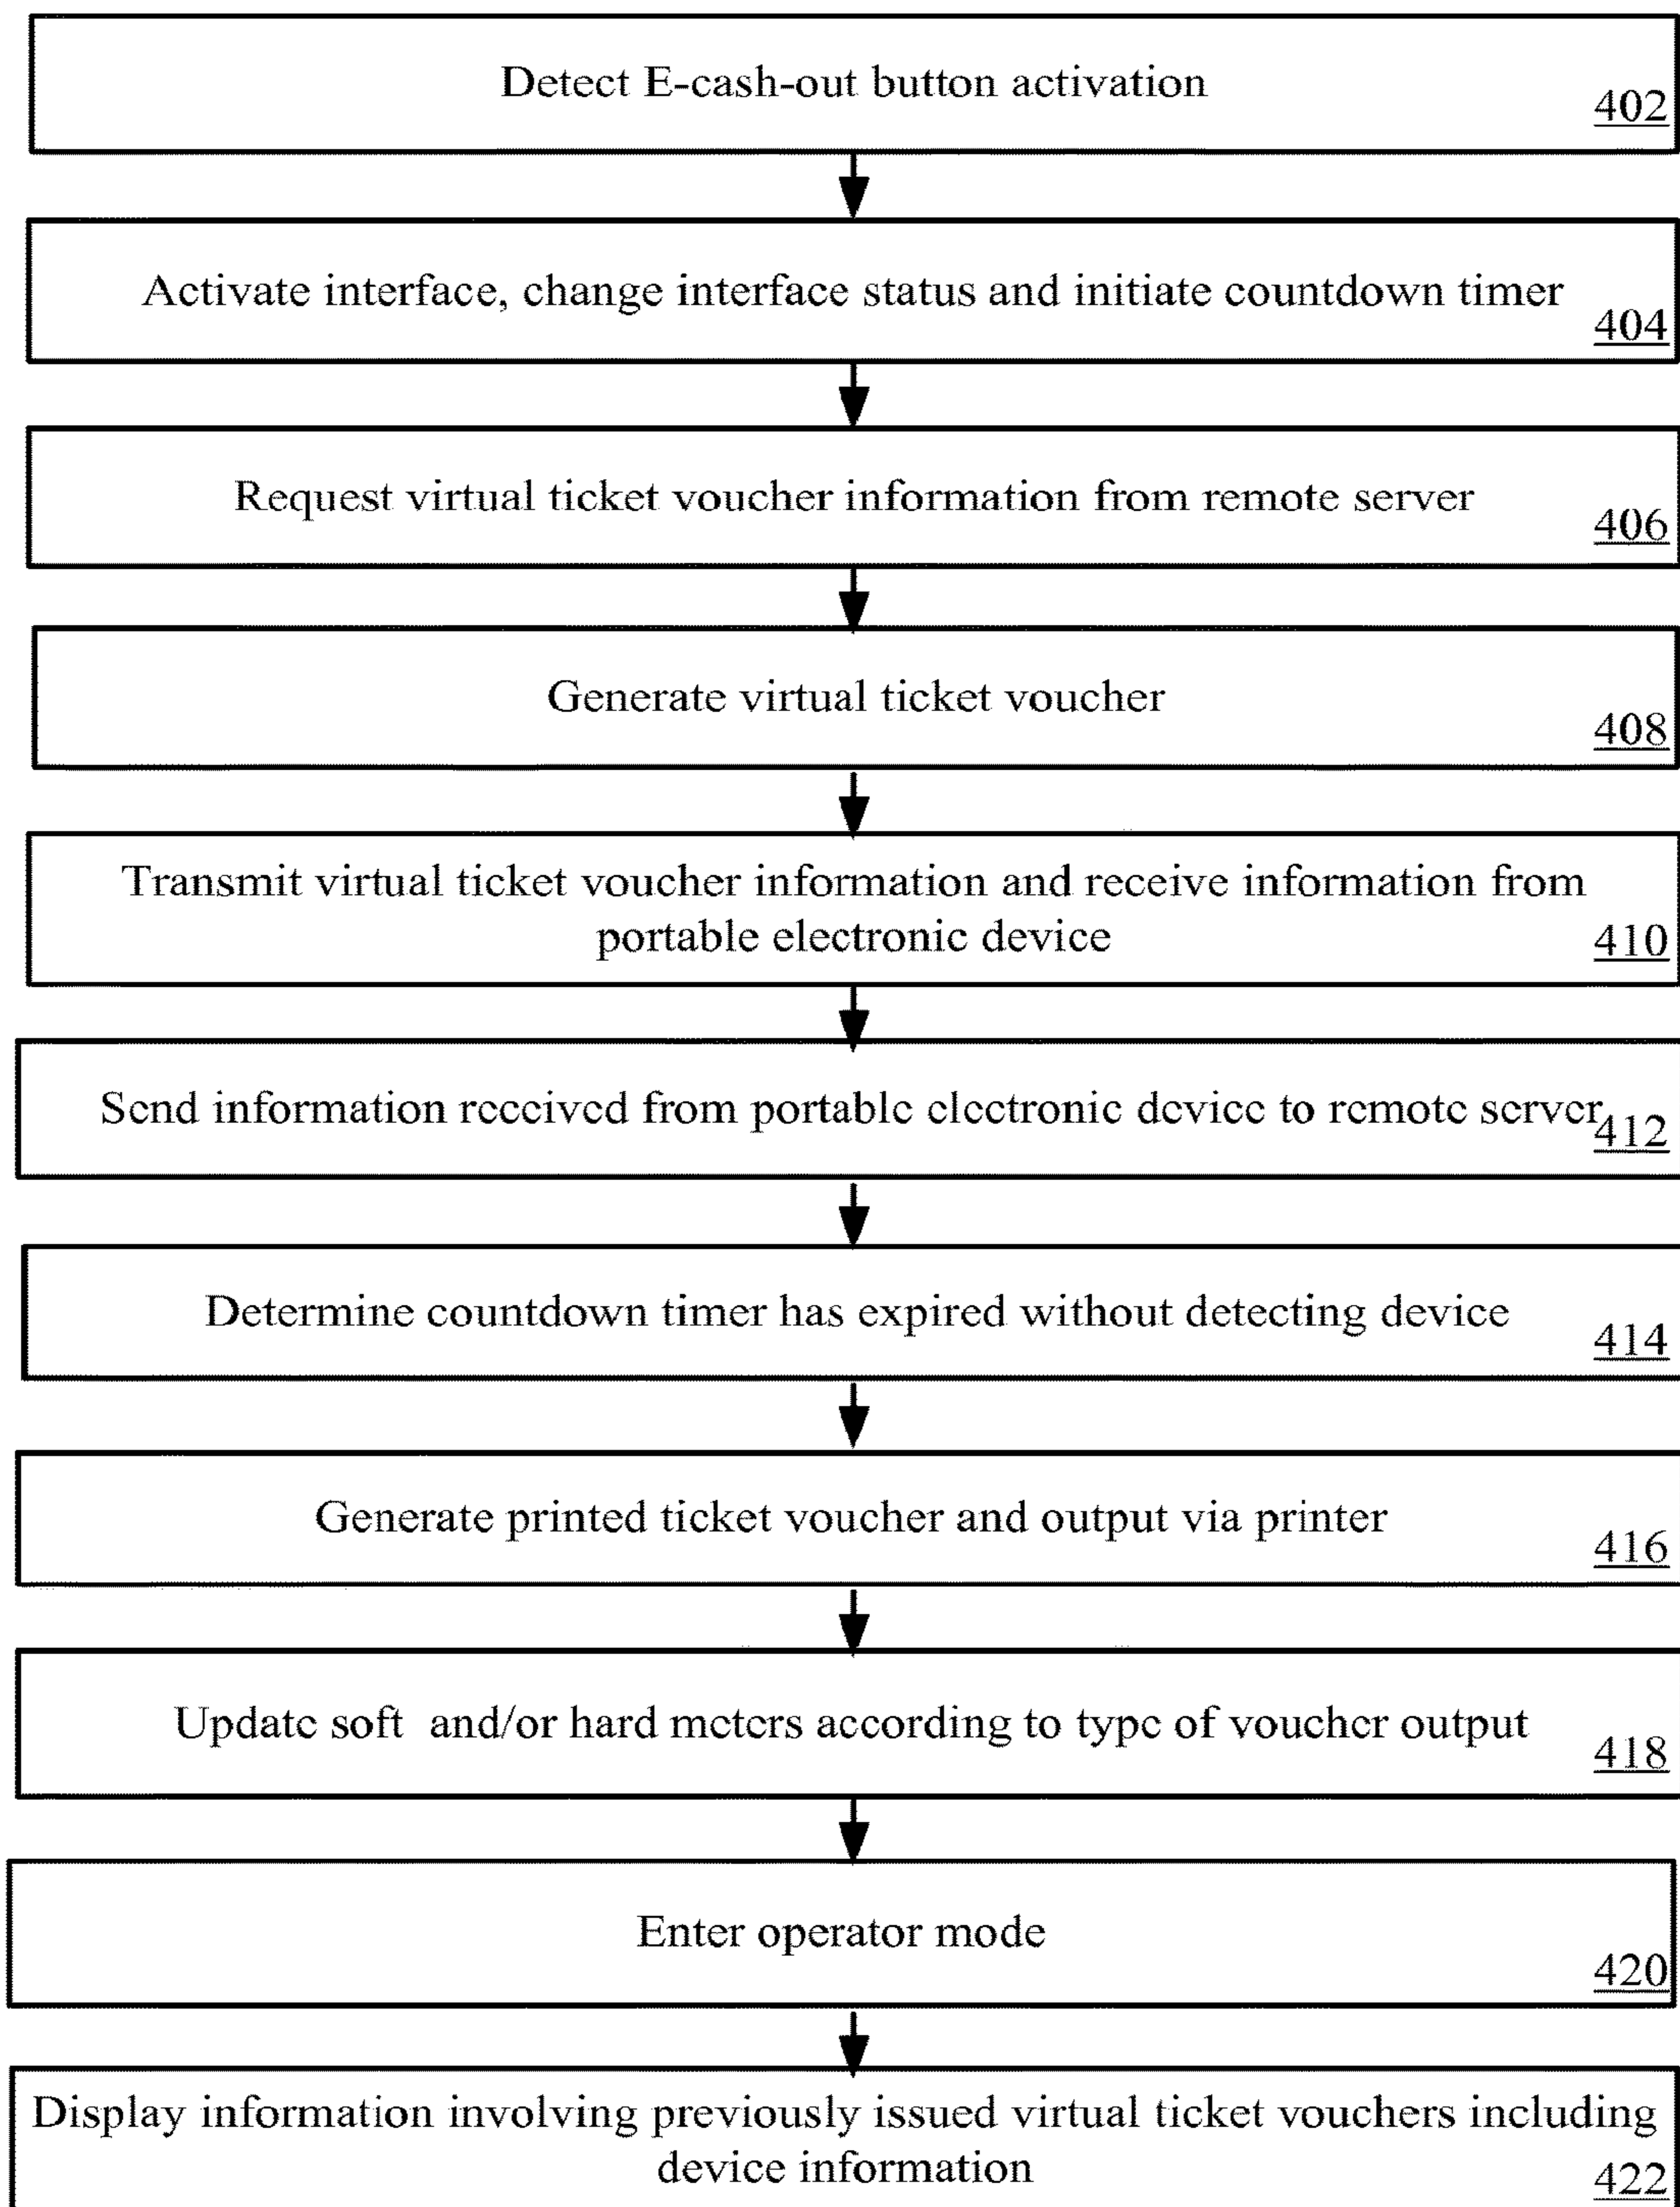 Detect E-cash-out button activation
402
Activate interface, change interface status and initiate countdown timer
404
Request virtual ticket voucher information from remote server
406
Generate virtual ticket voucher
408
Transmit virtual ticket voucher information and receive information from
portable electronic device
410
Send information received from portable electronic device to remote server
412
Determine countdown timer has expired without detecting device
414
Generate printed ticket voucher and output via printer
416
Update soft and/or hard meters according to type of voucher output
418
Enter operator mode
420
Display information involving previously issued virtual ticket vouchers including
device information
422